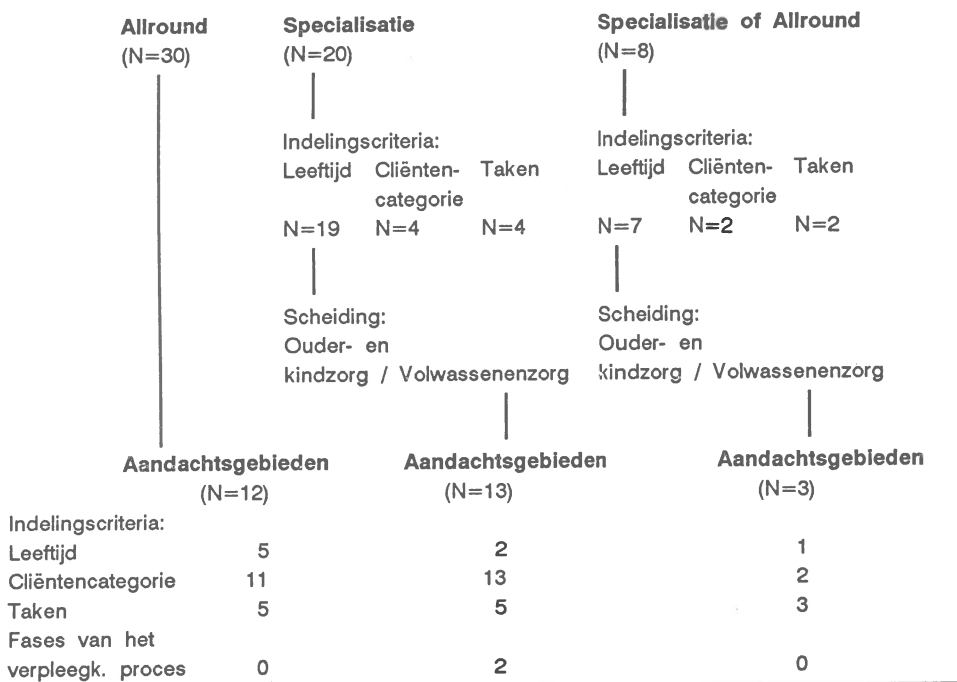 Allround Specialisatie Specialisatie of Allround
(N=30) (N=20) (N=8)
Indelingscriteria: Indelingscriteria:
Leeftijd Cliënten- Taken Leeftijd Cliënten- Taken
categorie categorie
N=19 N=4 N=4 N=7 N=2 N=2
Scheiding: Scheiding:
Ouder- en Ouder- en
kindzorg / Volwassenenzorg kindzorg / Volwassenenzorg
Aandachtsgebieden Aandachtsgebieden Aandachtsgebieden
(N=12) (N=13) (N=3)
Indelingscriteria:
Leeftijd 5 2 1
Cliëntencategorie 11 13 2
Taken 5 5 3
Fases van het
verpleegk. proces 0 2 0